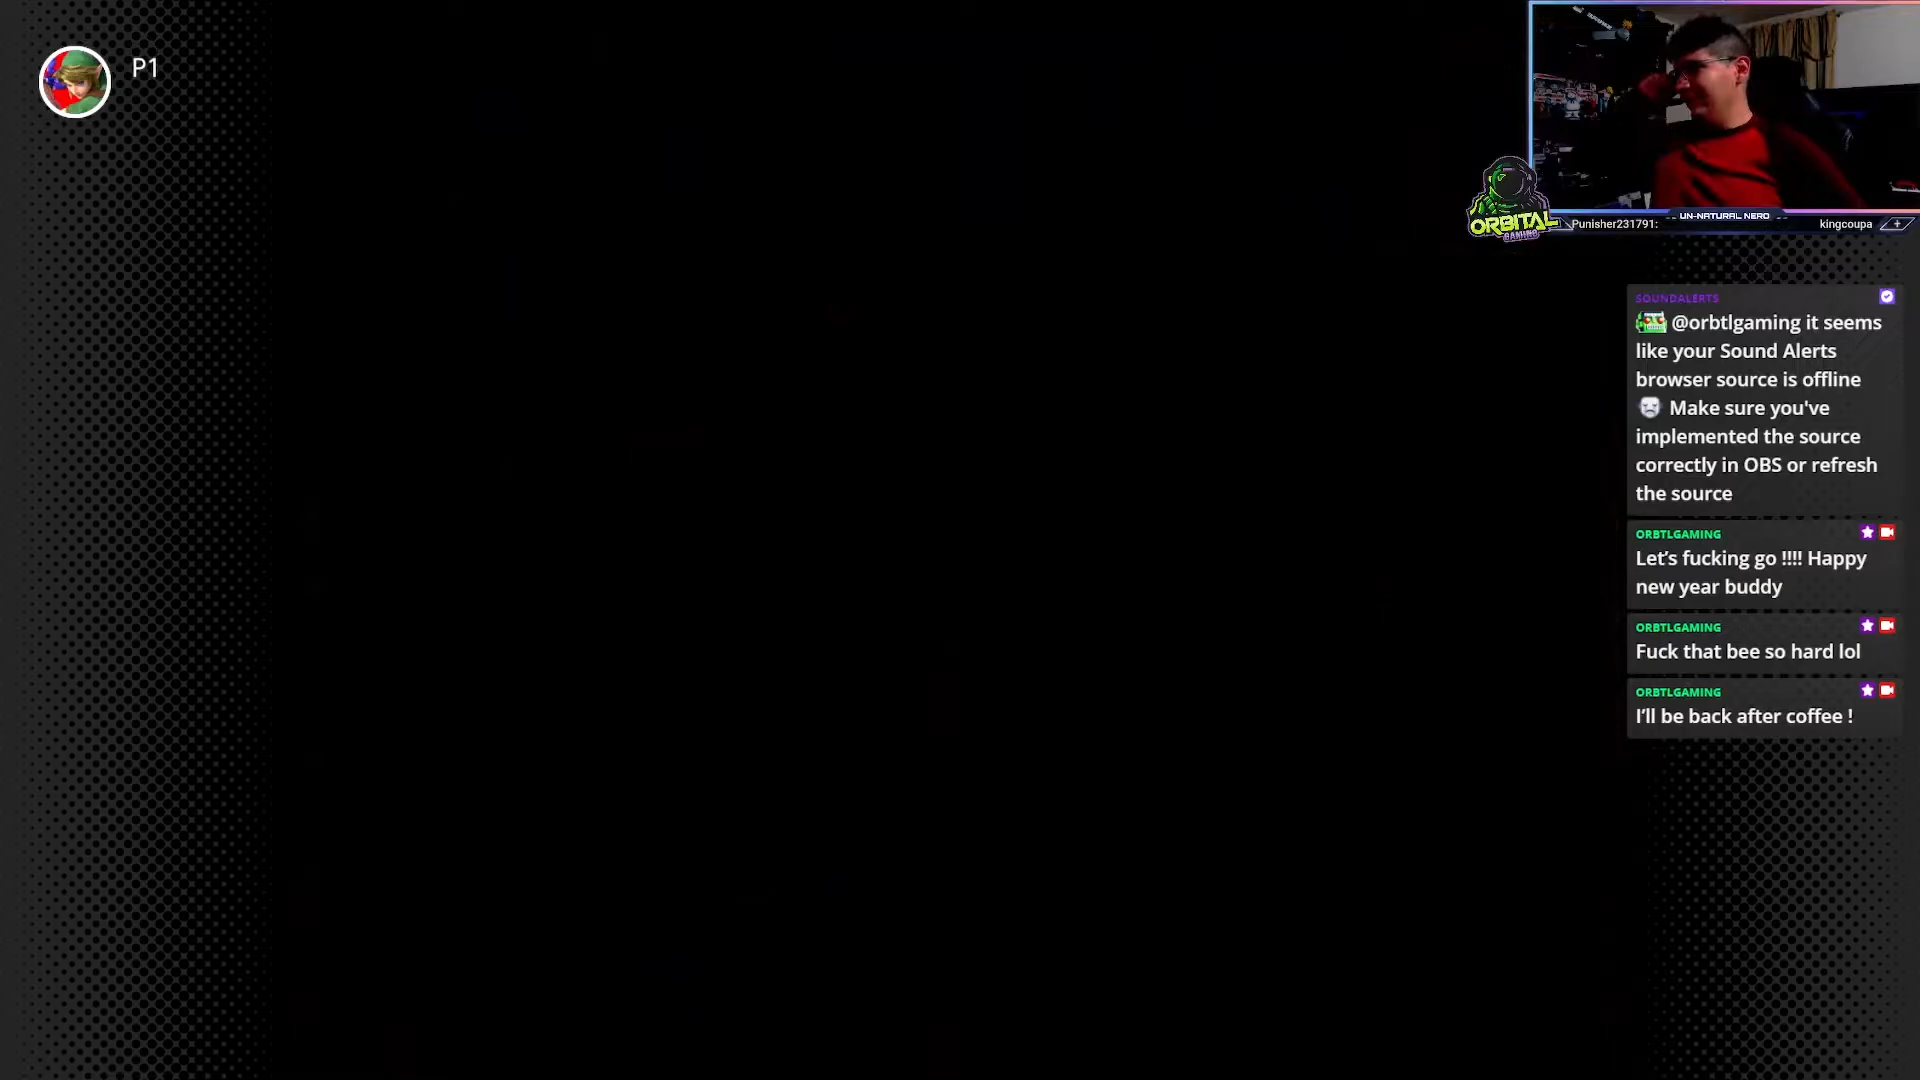 P1
ORBITAL
GAMING
Punisher231791:
UN-NATURAL NERD
kingcoupa
SOUNDALERTS
@orbtlgaming it seems
like your Sound Alerts
browser source is offline
Make sure you've
implemented the source
correctly in OBS or refresh
the source
ORBTLGAMING
Let's fucking go !!!! Happy
new year buddy
ORBTLGAMING
Fuck that bee so hard lol
ORBTLGAMING
I'll be back after coffee !